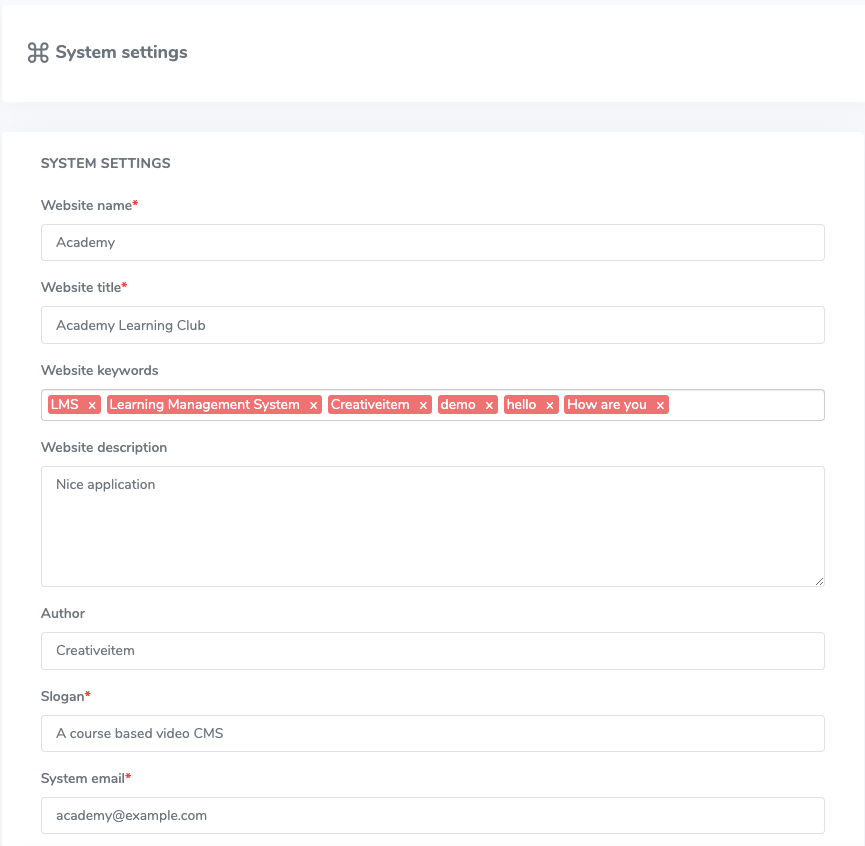 System settings
SYSTEM SETTINGS
Website name*
Academy
Website title*
Academy Learning Club
Website keywords
LMS x Learning Management System x Creativeitem x demo x hello x How are you x
Website description
Nice application
Author
Creativeitem
Slogan*
A course based video CMS
System email*
academy@example.com